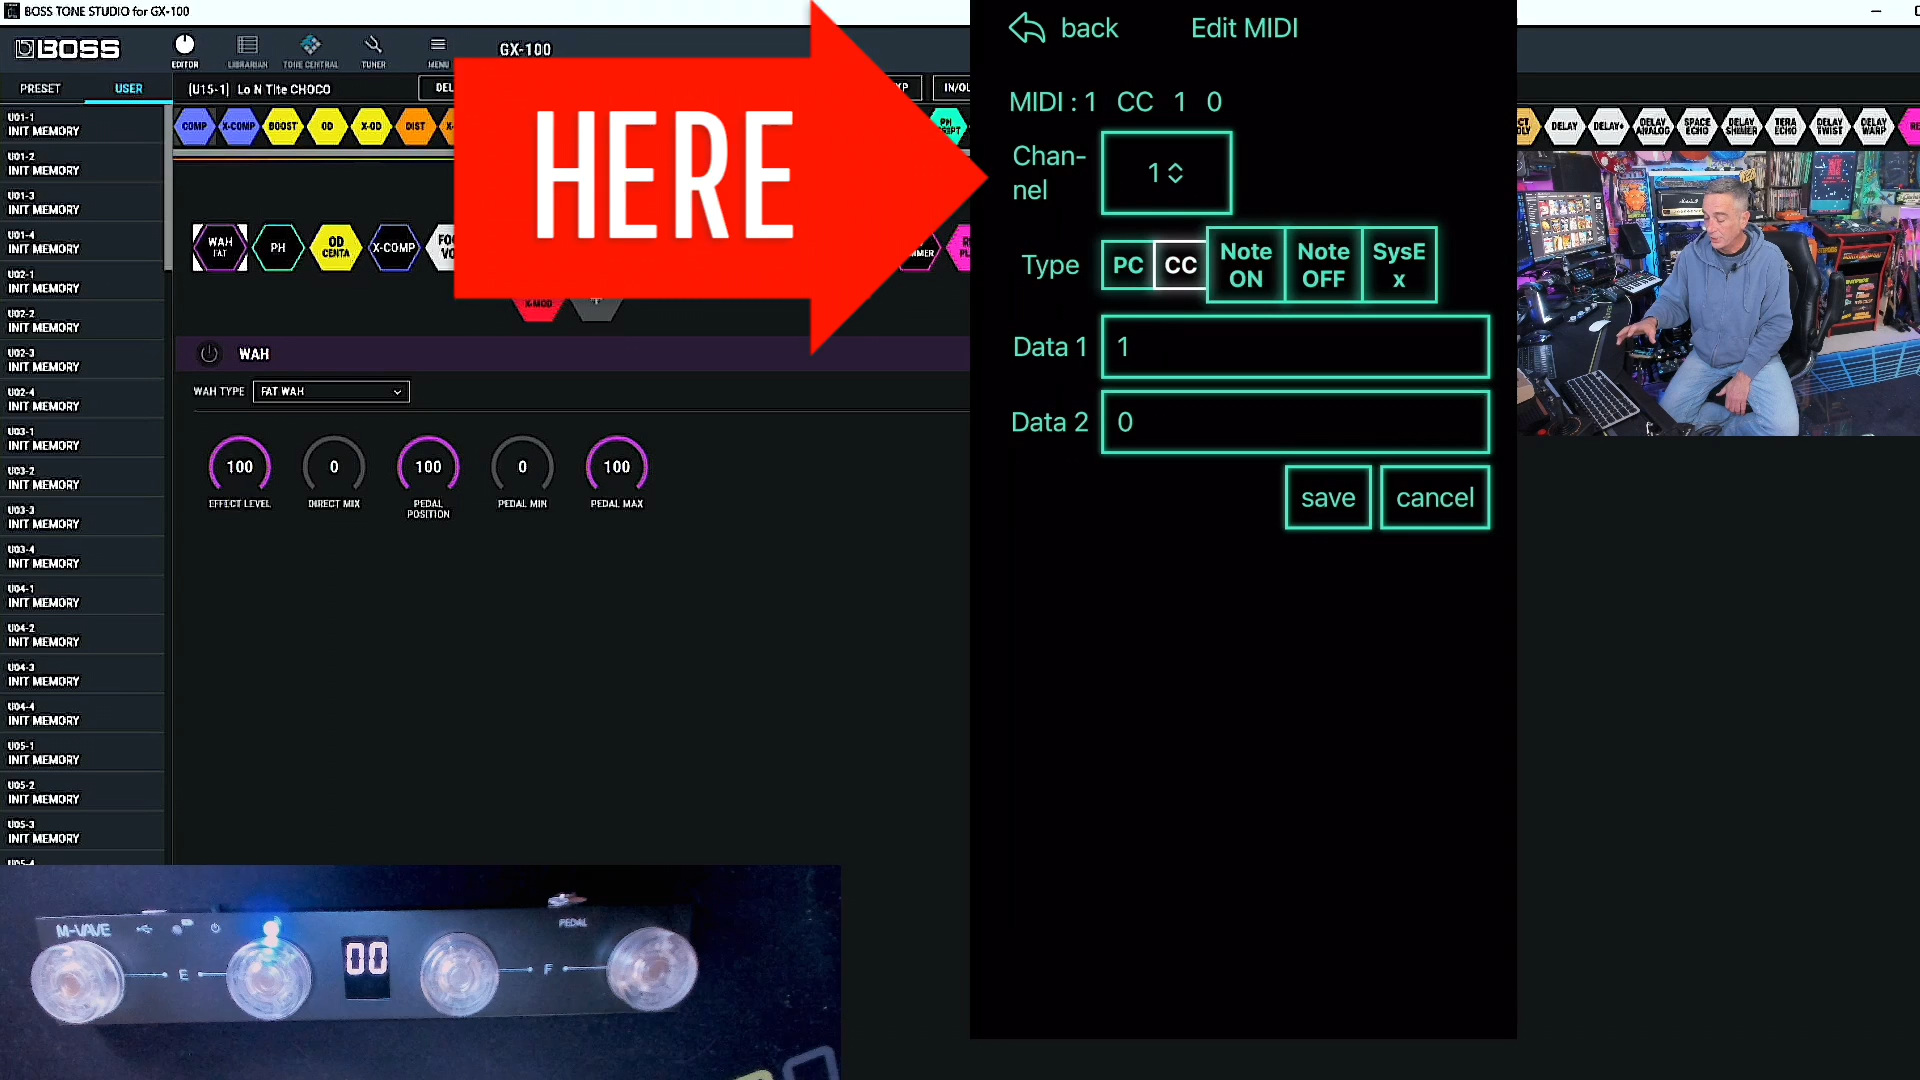 BOSS TONE STUDIO for GX-100
BOSS
EDITOR
LIBRARIAN
TONE CENTRAL
TUNER
MENU
GX-100
PRESET
USER
[U15-1] Lo N Tite CHOCO
DEL
IN/OU
COMP
X-COMP
BOOST
OD
X-OD
DIST
DELAY
DELAY+
DELAY ANALOG
SPACE ECHO
DELAY SHIMER
TERA ECHO
DELAY TWIST
DELAY WARP
U01-1
INIT MEMORY
U01-2
INIT MEMORY
U01-3
INIT MEMORY
U01-4
INIT MEMORY
U02-1
INIT MEMORY
U02-2
INIT MEMORY
U02-3
INIT MEMORY
U02-4
INIT MEMORY
U03-1
INIT MEMORY
U03-2
INIT MEMORY
U03-3
INIT MEMORY
U03-4
INIT MEMORY
U04-1
INIT MEMORY
U04-2
INIT MEMORY
U04-3
INIT MEMORY
U04-4
INIT MEMORY
U05-1
INIT MEMORY
U05-2
INIT MEMORY
U05-3
INIT MEMORY
U05-4
WAH
FAT
PH
OD
CENTA
X-COMP
X-MOD
HERE
WAH
WAH TYPE
FAT WAH
100
0
100
0
100
EFFECT LEVEL
DIRECT MIX
PEDAL
POSITION
PEDAL MIN
PEDAL MAX
back
Edit MIDI
MIDI : 1 CC 1 0
Chan-
nel
1
Type
PC
CC
Note
ON
Note
OFF
SysE
x
Data 1
1
Data 2
0
save
cancel
M-VAVE
PEDAL
E
00
F